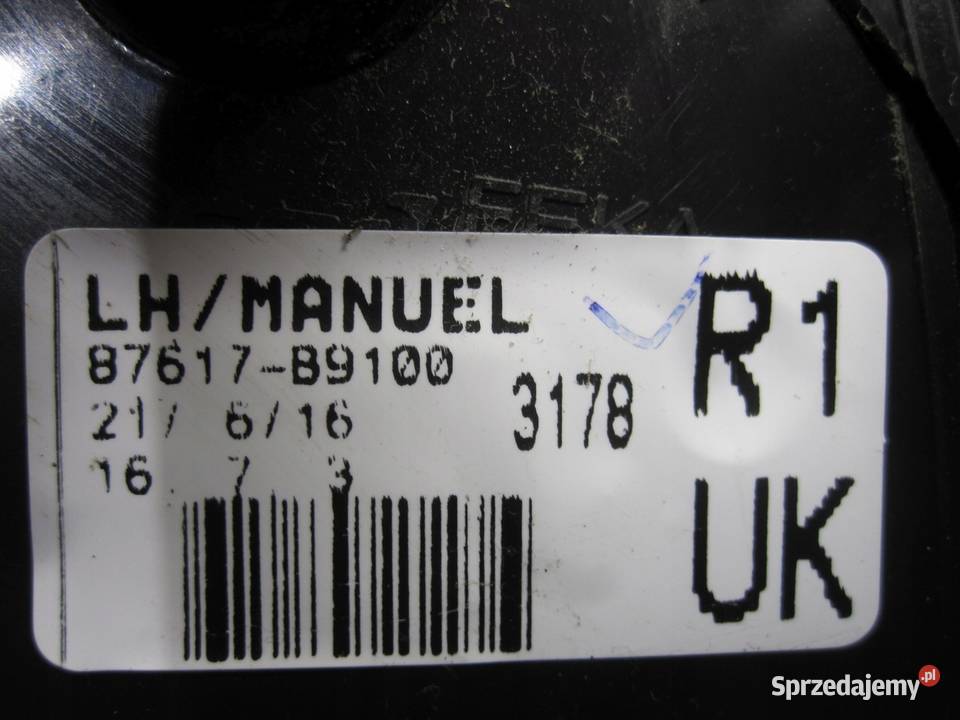 LH/MANUEL
87617-B9100
21/ 6/16
16 7 3
3178
R1
UK
Sprzedajemy.pl